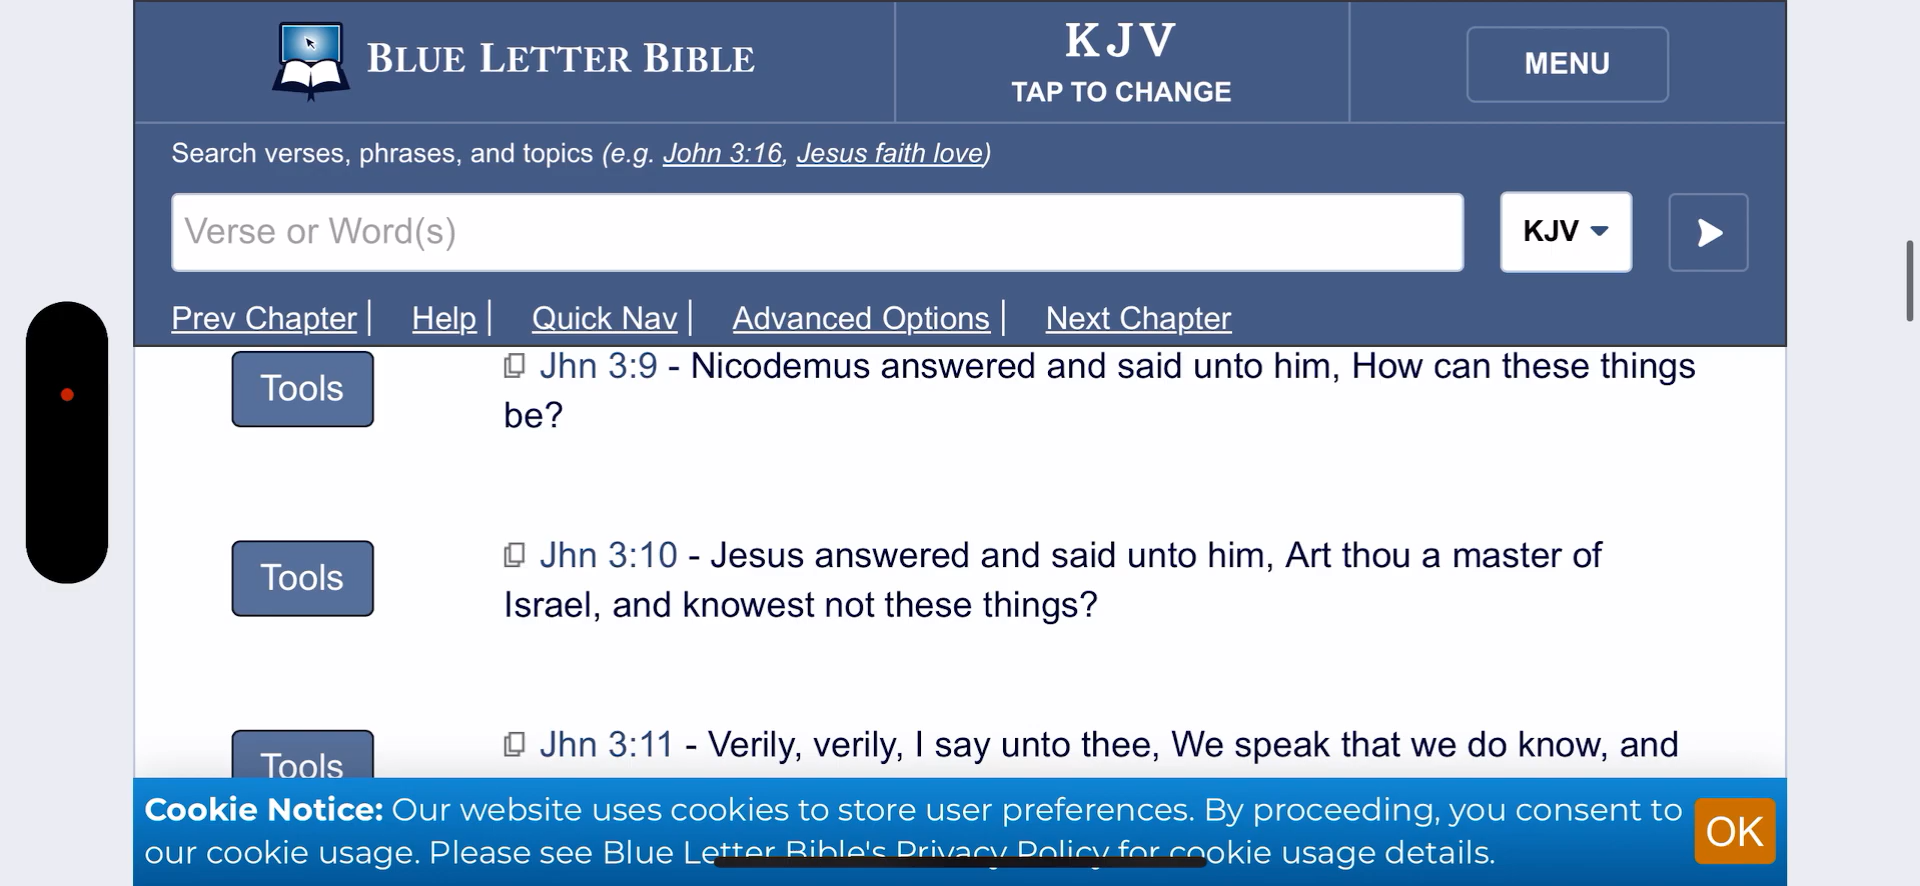 BLUE LETTER BIBLE
KJV
TAP TO CHANGE
MENU
Search verses, phrases, and topics (e.g. John 3:16, Jesus faith love)
Verse or Word(s)
KJV
Prev Chapter | Help | Quick Nav | Advanced Options | Next Chapter
Tools
Jhn 3:9 - Nicodemus answered and said unto him, How can these things
be?
Tools
Jhn 3:10 - Jesus answered and said unto him, Art thou a master of
Israel, and knowest not these things?
Tools
Jhn 3:11 - Verily, verily, I say unto thee, We speak that we do know, and
Cookie Notice: Our website uses cookies to store user preferences. By proceeding, you consent to
our cookie usage. Please see Blue Letter Bible's Privacy Policy for cookie usage details.
OK